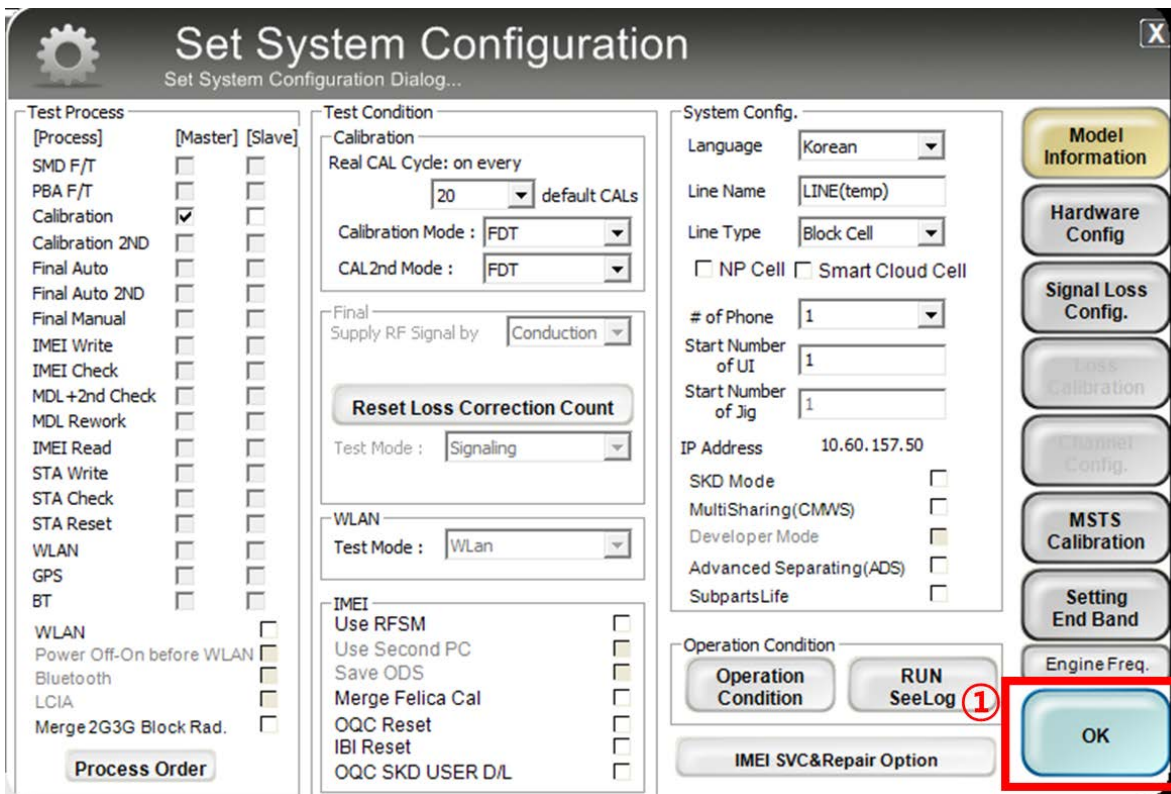 Set System Configuration
Set System Configuration Dialog...
X
Test Process
[Process] [Master] [Slave]
SMD F/T
PBA F/T
Calibration
Calibration 2ND
Final Auto
Final Auto 2ND
Final Manual
IMEI Write
IMEI Check
MDL+2nd Check
MDL Rework
IMEI Read
STA Write
STA Check
STA Reset
WLAN
GPS
BT
WLAN
Power Off-On before WLAN
Bluetooth
LCIA
Merge 2G3G Block Rad.
Process Order
Test Condition
Calibration
Real CAL Cycle: on every
20 default CALs
Calibration Mode : FDT
CAL2nd Mode : FDT
Final
Supply RF Signal by Conduction
Reset Loss Correction Count
Test Mode : Signaling
WLAN
Test Mode : WLan
IMEI
Use RFSM
Use Second PC
Save ODS
Merge Felica Cal
OQC Reset
IBI Reset
OQC SKD USER D/L
System Config.
Language Korean
Line Name LINE(temp)
Line Type Block Cell
NP Cell Smart Cloud Cell
# of Phone 1
Start Number
of UI 1
Start Number
of Jig 1
IP Address 10.60.157.50
SKD Mode
MultiSharing(CMWS)
Developer Mode
Advanced Separating(ADS)
SubpartsLife
Operation Condition
Operation
Condition
RUN
SeeLog
IMEI SVC&Repair Option
Model
Information
Hardware
Config
Signal Loss
Config.
Loss
Calibration
Channel
Config.
MSTS
Calibration
Setting
End Band
Engine Freq.
①
OK